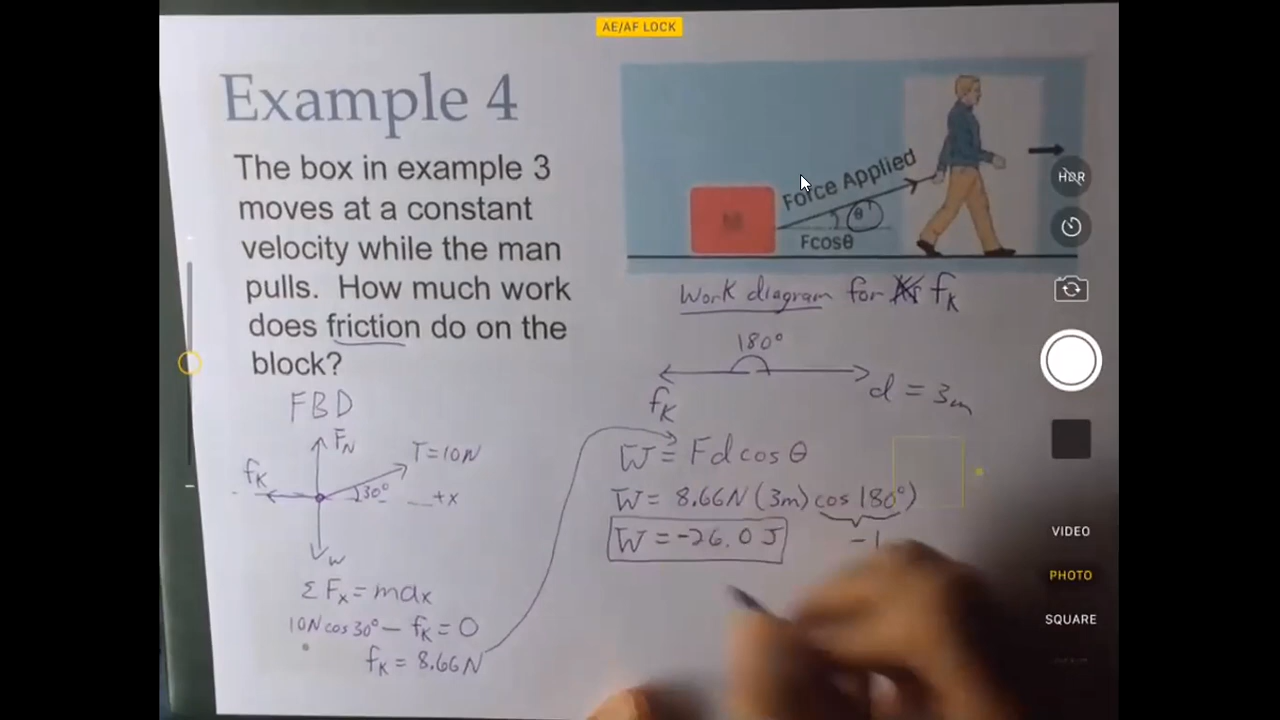 AE/AF LOCK
Example 4
The box in example 3
moves at a constant
velocity while the man
pulls. How much work
does friction do on the
block?
Force Applied
θ
Fcosθ
M
HDR
Work diagram for fk
180°
fk
d = 3m
FBD
FN
T=10N
fk
30°
+x
W
ΣFx = max
10N cos30° - fk = 0
fk = 8.66N
W = Fd cos θ
W = 8.66N (3m) cos 180°)
W = -26.0 J
-1
VIDEO
PHOTO
SQUARE